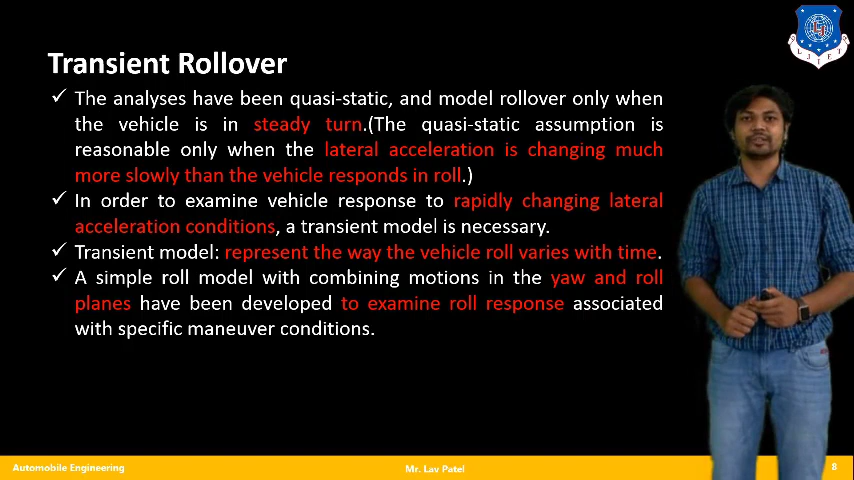 Transient Rollover
✓ The analyses have been quasi-static, and model rollover only when
the vehicle is in steady turn.(The quasi-static assumption is
reasonable only when the lateral acceleration is changing much
more slowly than the vehicle responds in roll.)
✓ In order to examine vehicle response to rapidly changing lateral
acceleration conditions, a transient model is necessary.
✓ Transient model: represent the way the vehicle roll varies with time.
✓ A simple roll model with combining motions in the yaw and roll
planes have been developed to examine roll response associated
with specific maneuver conditions.
Automobile Engineering
Mr. Lav Patel
8